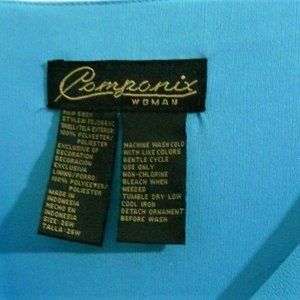 Componix
WOMAN
SHELL/TELA EXTERIOR
100% POLYESTER/
POLIESTER
EXCLUSIVE OF
DECORATION
EXCLUSIVO
DECORACION
LINING/FORRO
100% POLYESTER/
POLIESTER
MADE IN
INDONESIA
HECHO EN
INDONESIA
SIZE: 26W
TALLA: 26W
MACHINE WASH COLD
WITH LIKE COLORS
GENTLE CYCLE
USE ONLY
NON-CHLORINE
BLEACH WHEN
NEEDED
TUMBLE DRY LOW
COOL IRON
DETACH ORNAMENT
BEFORE WASH